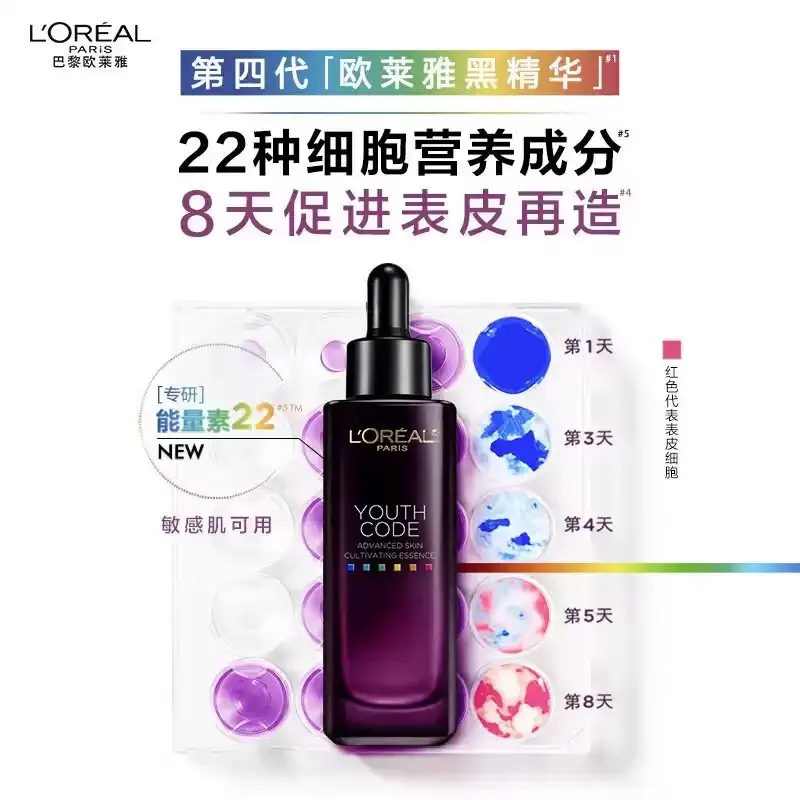 L'ORÉAL
PARIS
巴黎欧莱雅
第四代「欧莱雅黑精华」#1
22种细胞营养成分#5
8天促进表皮再造#4
第1天
第3天
第4天
第5天
第8天
红色代表表皮细胞
[专研]
能量素22#5TM
NEW
敏感肌可用
L'ORÉAL
PARIS
YOUTH
CODE
ADVANCED SKIN
CULTIVATING ESSENCE